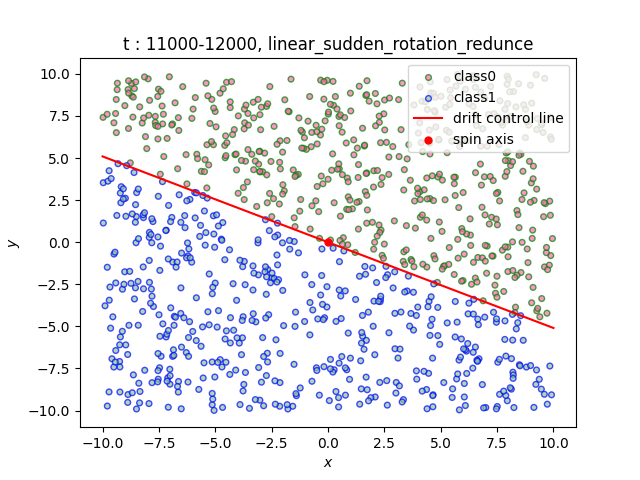 t : 11000-12000, linear_sudden_rotation_redunce
class0
class1
drift control line
spin axis
y
10.0
7.5
5.0
2.5
0.0
−2.5
−5.0
−7.5
−10.0
−10.0 −7.5 −5.0 −2.5 0.0 2.5 5.0 7.5 10.0
x